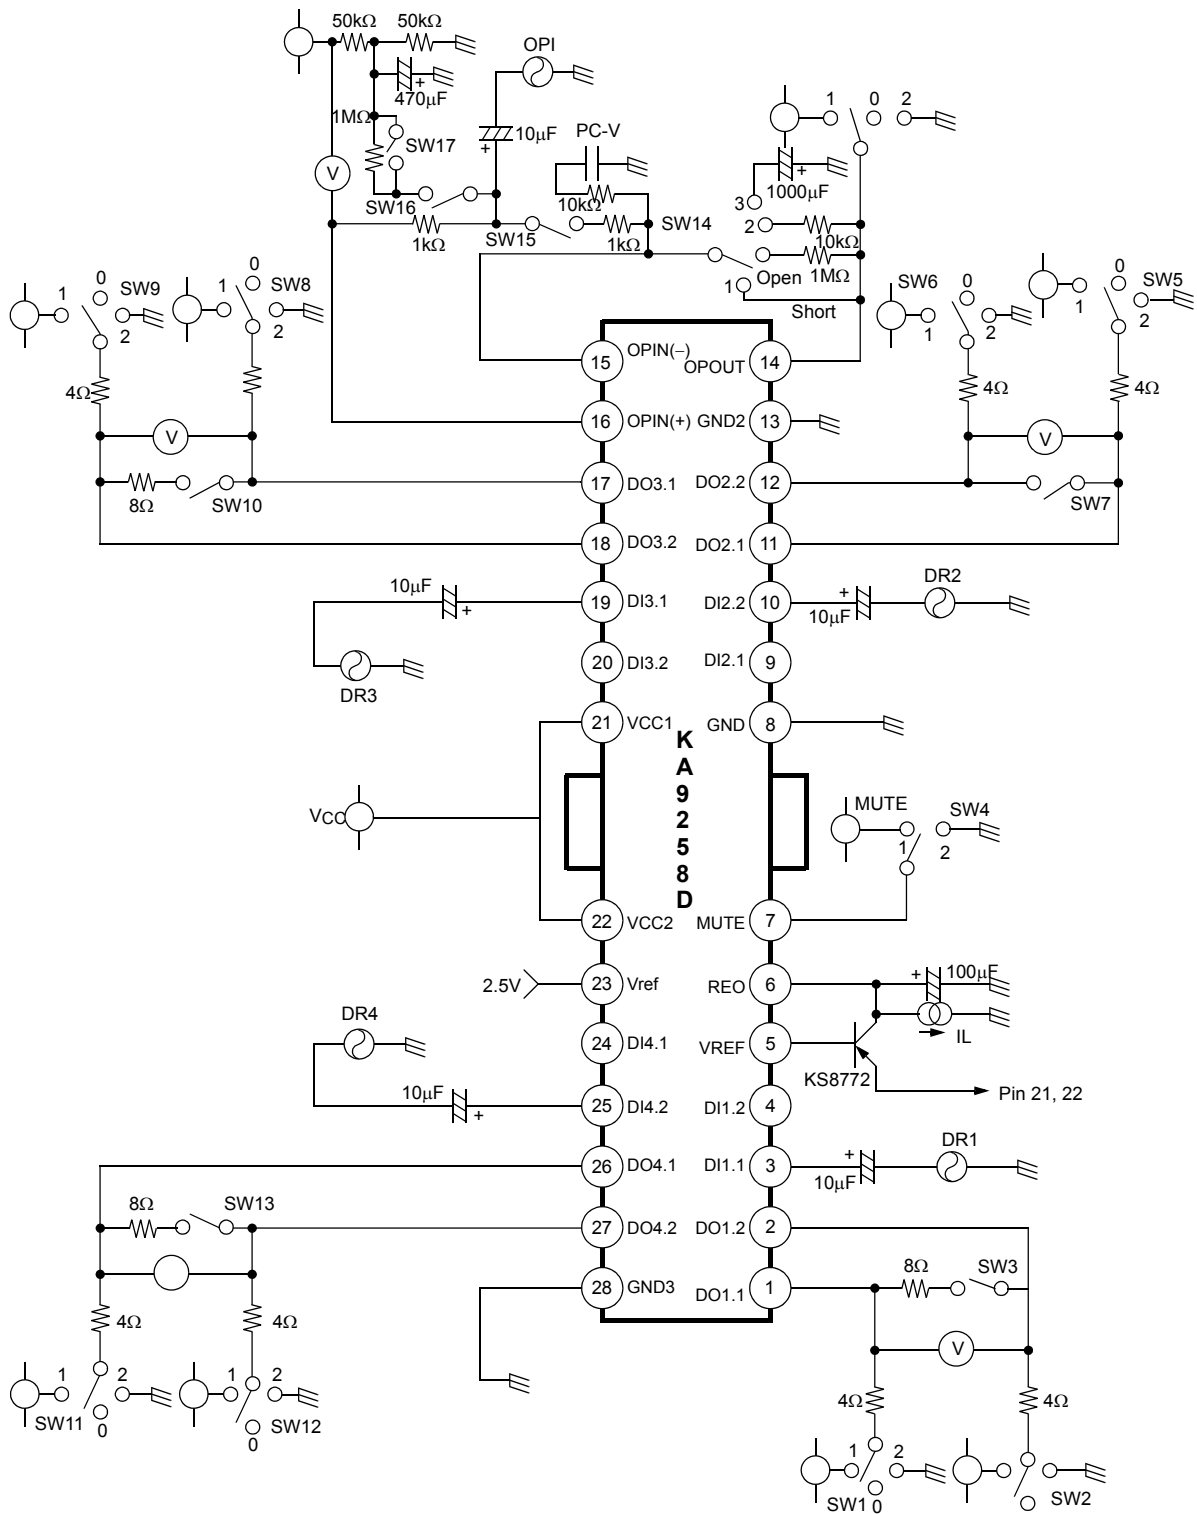 50kΩ 50kΩ
OPI
470μF
1MΩ
SW17
10μF
PC-V
1 0 2
1000μF
3
SW16
10kΩ
2
10kΩ
1kΩ
SW15
1kΩ
SW14
Open
1MΩ
1
Short
0
SW9
1
2
0
SW8
1
2
SW6
0
1
2
0
SW5
1
2
4Ω
4Ω
4Ω
V
V
V
8Ω
SW10
SW7
15 OPIN(–)
OPOUT 14
16 OPIN(+)
GND2 13
17 DO3.1
DO2.2 12
18 DO3.2
DO2.1 11
10μF
19 DI3.1
DI2.2 10
10μF
DR2
20 DI3.2
DI2.1 9
DR3
21 VCC1
GND 8
KA9258D
VCC
MUTE
SW4
1
2
22 VCC2
MUTE 7
2.5V
23 Vref
REO 6
100μF
IL
DR4
24 DI4.1
VREF 5
KS8772
Pin 21, 22
10μF
25 DI4.2
DI1.2 4
26 DO4.1
DI1.1 3
10μF
DR1
8Ω
SW13
27 DO4.2
DO1.2 2
28 GND3
DO1.1 1
8Ω
SW3
V
4Ω
4Ω
1
2
SW11
0
1
2
SW12
0
4Ω
4Ω
1
2
SW1
0
SW2